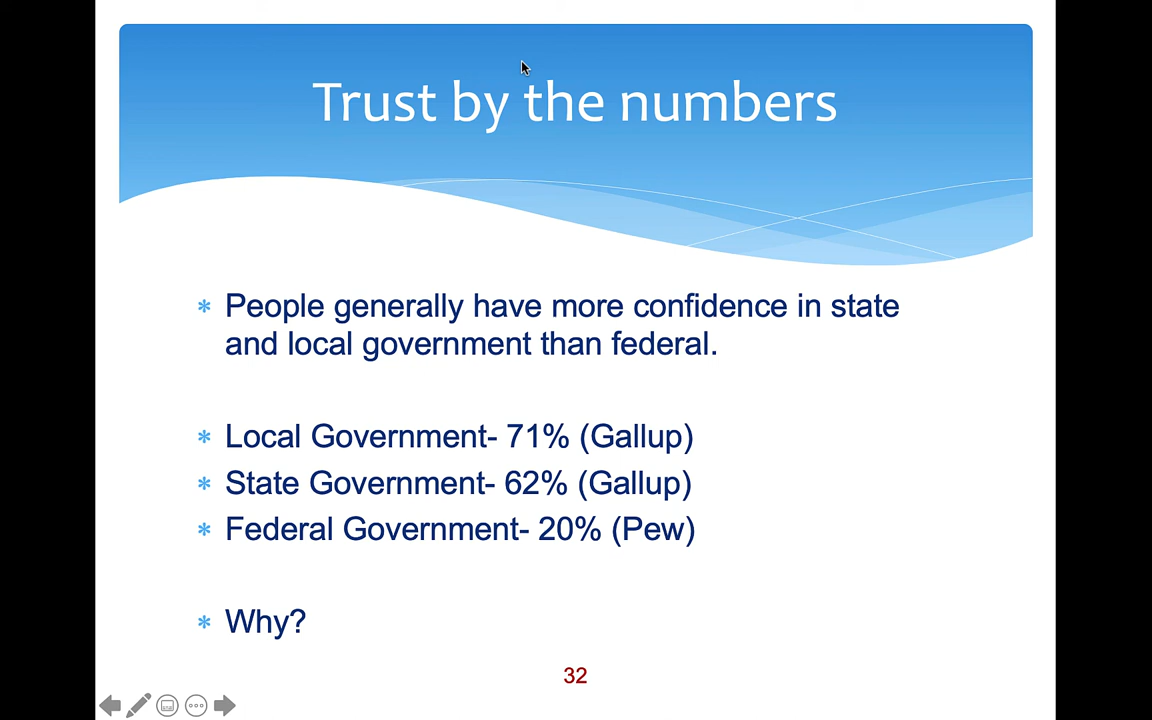 Trust by the numbers
* People generally have more confidence in state
and local government than federal.
* Local Government- 71% (Gallup)
* State Government- 62% (Gallup)
* Federal Government- 20% (Pew)
* Why?
32